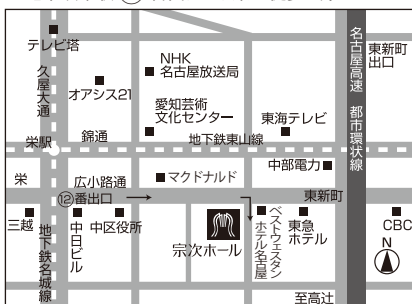 テレビ塔
NHK
名古屋放送局
名古屋高速 都市環状線
東新町
出口
久屋大通
オアシス21
愛知芸術
文化センター
東海テレビ
栄駅
錦通
地下鉄東山線
中部電力
栄
広小路通
マクドナルド
東新町
⑫番出口
三越
地下鉄名城線
中日ビル
中区役所
宗次ホール
ベストウェスタン
ホテル名古屋
東急
ホテル
CBC
N
至高辻